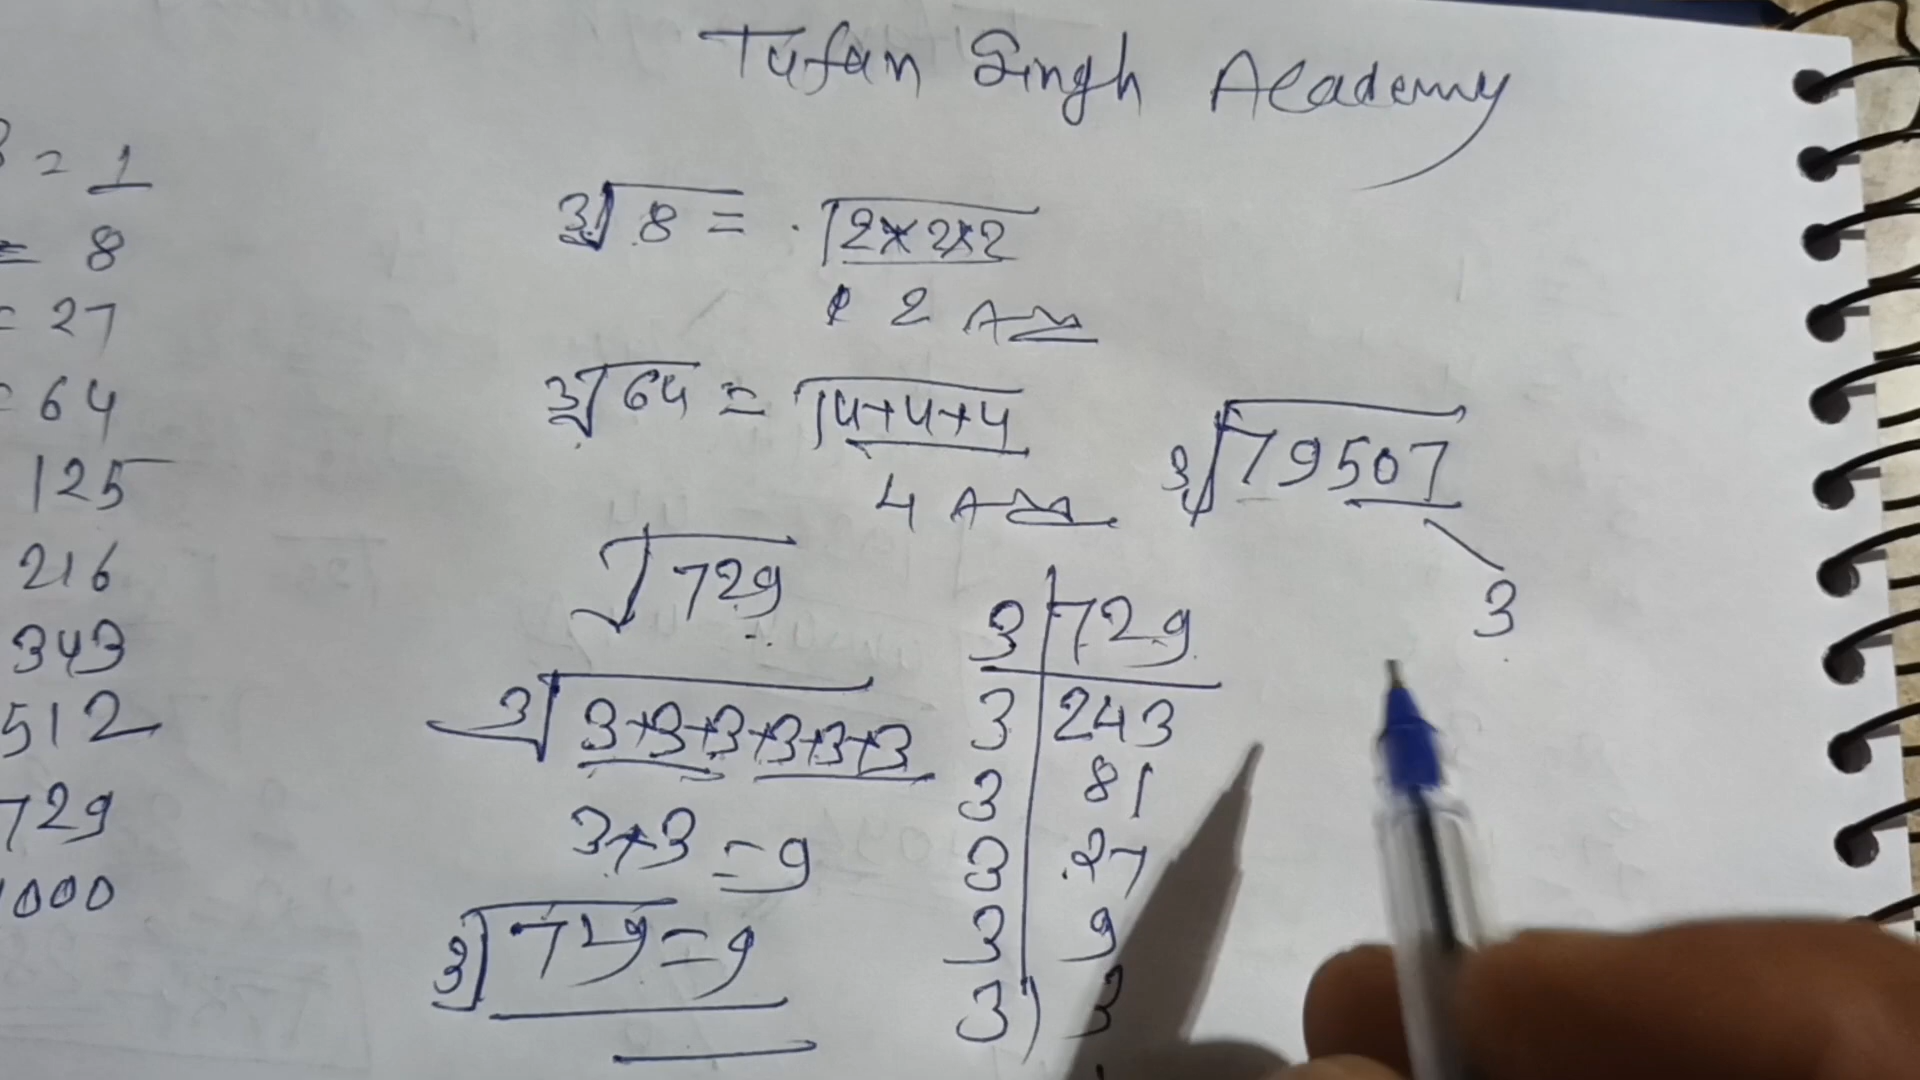 Tufan Singh Academy
= 1
= 8
= 27
= 64
125
216
343
512
729
1000
3√8 = √2×2×2
2 Ans
3√64 = √4×4×4
4 Ans
√729
3√3×3×3×3×3×3
3×3 = 9
3√729 = 9
3 | 729
3 | 243
3 | 81
3 | 27
3 | 9
3 | 3
3√79507
3